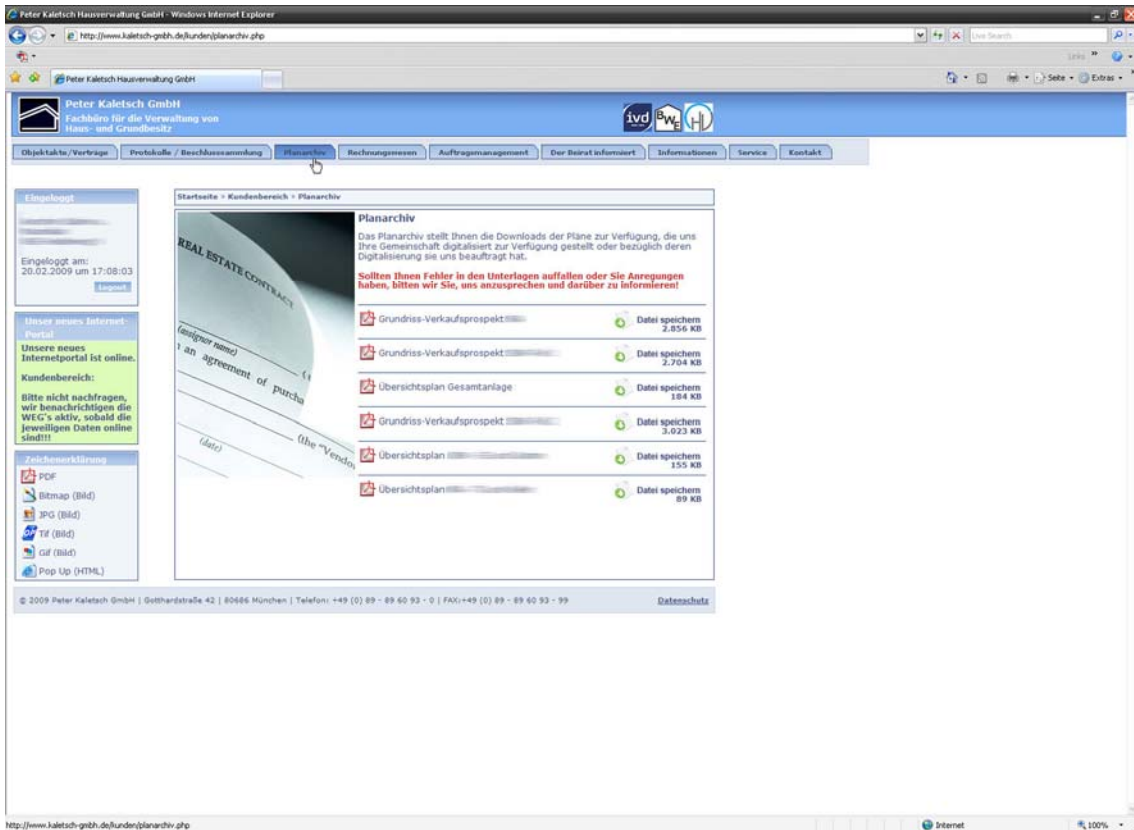 Peter Kaletsch Hausverwaltung GmbH - Windows Internet Explorer
http://www.kaletsch-gmbh.de/kunden/planarchiv.php
Live Search
Links
Peter Kaletsch Hausverwaltung GmbH
Seite
Extras
Peter Kaletsch GmbH
Fachbüro für die Verwaltung von
Haus- und Grundbesitz
ivd BWE HD
Objektakte/Verträge
Protokolle / Beschlusssammlung
Planarchiv
Rechnungswesen
Auftragsmanagement
Der Beirat informiert
Informationen
Service
Kontakt
Eingeloggt
Eingeloggt am:
20.02.2009 um 17:08:03
Logout
Unser neues Internet-
Portal
Unsere neues
Internetportal ist online.
Kundenbereich:
Bitte nicht nachfragen,
wir benachrichtigen die
WEG's aktiv, sobald die
jeweiligen Daten online
sind!!!
Zeichenerklärung
PDF
Bitmap (Bild)
JPG (Bild)
Tif (Bild)
Gif (Bild)
Pop Up (HTML)
Startseite > Kundenbereich > Planarchiv
REAL ESTATE CONTRACT
(assignor name)
an agreement of purcha
(the "Vendo
(date)
Planarchiv
Das Planarchiv stellt Ihnen die Downloads der Pläne zur Verfügung, die uns
Ihre Gemeinschaft digitalisiert zur Verfügung gestellt oder bezüglich deren
Digitalisierung sie uns beauftragt hat.
Sollten Ihnen Fehler in den Unterlagen auffallen oder Sie Anregungen
haben, bitten wir Sie, uns anzusprechen und darüber zu informieren!
Grundriss-Verkaufsprospekt
Datei speichern
2.856 KB
Grundriss-Verkaufsprospekt
Datei speichern
2.704 KB
Übersichtsplan Gesamtanlage
Datei speichern
184 KB
Grundriss-Verkaufsprospekt
Datei speichern
3.023 KB
Übersichtsplan
Datei speichern
155 KB
Übersichtsplan
Datei speichern
89 KB
© 2009 Peter Kaletsch GmbH | Gotthardstraße 42 | 80686 München | Telefon: +49 (0) 89 - 89 60 93 - 0 | FAX:+49 (0) 89 - 89 60 93 - 99
Datenschutz
http://www.kaletsch-gmbh.de/kunden/planarchiv.php
Internet
100%